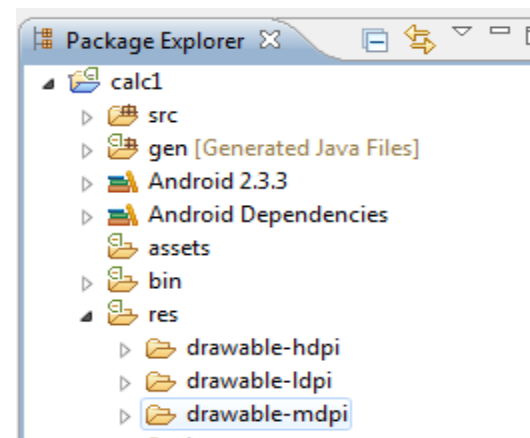 Package Explorer
calc1
src
gen [Generated Java Files]
Android 2.3.3
Android Dependencies
assets
bin
res
drawable-hdpi
drawable-ldpi
drawable-mdpi